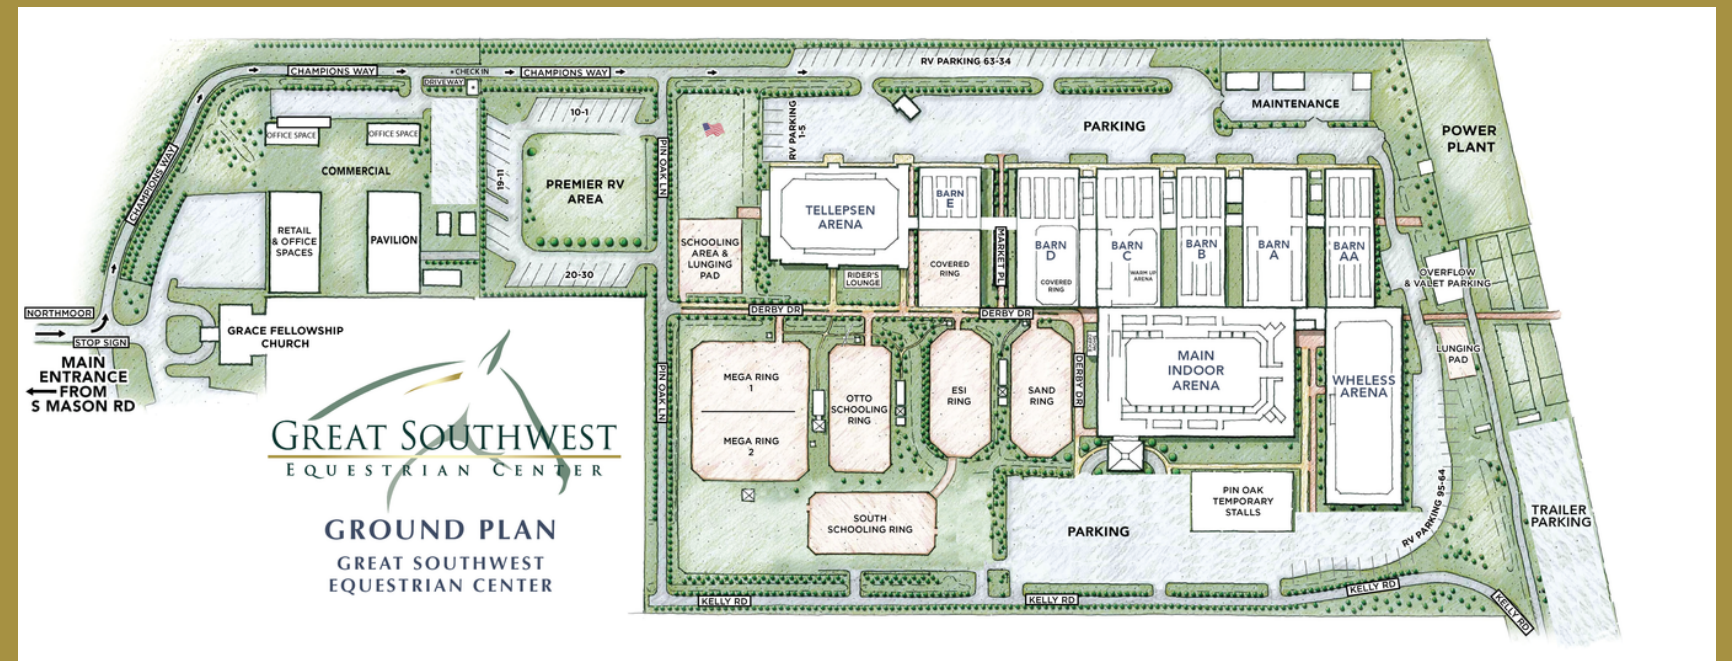 RV PARKING 63-34
CHAMPIONS WAY
CHECK IN
CHAMPIONS WAY
DRIVEWAY
MAINTENANCE
10-1
RV PARKING
1-5
PARKING
POWER
PLANT
OFFICE SPACE
OFFICE SPACE
COMMERCIAL
CHAMPIONS WAY
19-11
PREMIER RV
AREA
PIN OAK LN
TELLEPSEN
ARENA
BARN
E
RETAIL
& OFFICE
SPACES
PAVILION
20-30
SCHOOLING
AREA &
LUNGING
PAD
RIDER'S
LOUNGE
COVERED
RING
MARKET PL
BARN
D
COVERED
RING
BARN
C
WARM UP
ARENA
BARN
B
BARN
A
BARN
AA
OVERFLOW
& VALET PARKING
NORTHMOOR
STOP SIGN
MAIN
ENTRANCE
FROM
S MASON RD
GRACE FELLOWSHIP
CHURCH
DERBY DR
DERBY DR
PIN OAK LN
MEGA RING
1
MEGA RING
2
OTTO
SCHOOLING
RING
ESI
RING
SAND
RING
DERBY DR
MAIN
INDOOR
ARENA
WHELESS
ARENA
LUNGING
PAD
GREAT SOUTHWEST
EQUESTRIAN CENTER
GROUND PLAN
GREAT SOUTHWEST
EQUESTRIAN CENTER
SOUTH
SCHOOLING RING
PARKING
PIN OAK
TEMPORARY
STALLS
RV PARKING 95-64
TRAILER
PARKING
KELLY RD
KELLY RD
KELLY RD
KELLY RD